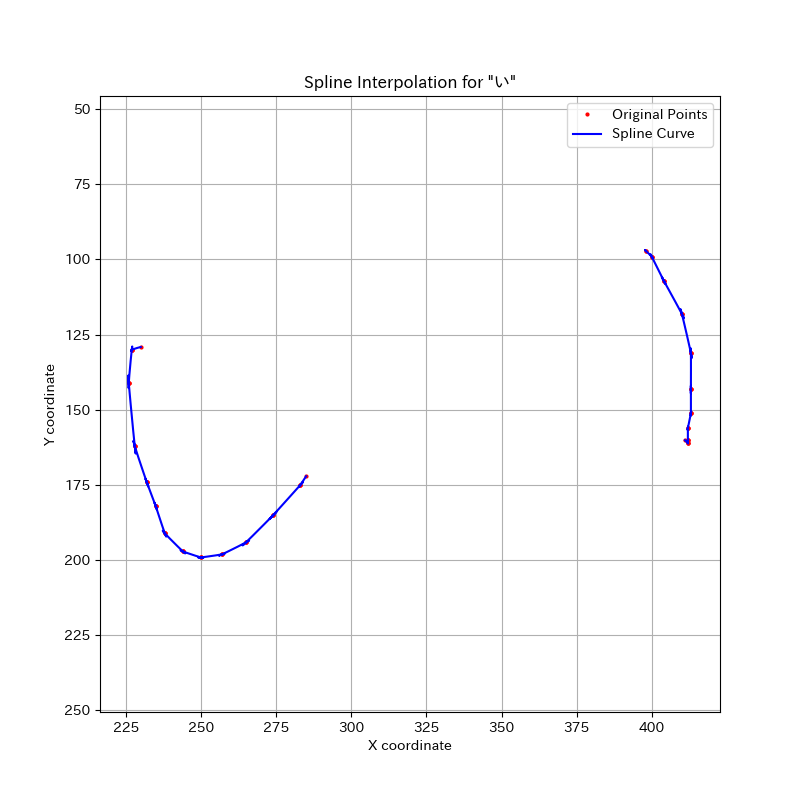 Spline Interpolation for "い"
Original Points
Spline Curve
50
75
100
125
150
175
200
225
250
Y coordinate
225 250 275 300 325 350 375 400
X coordinate